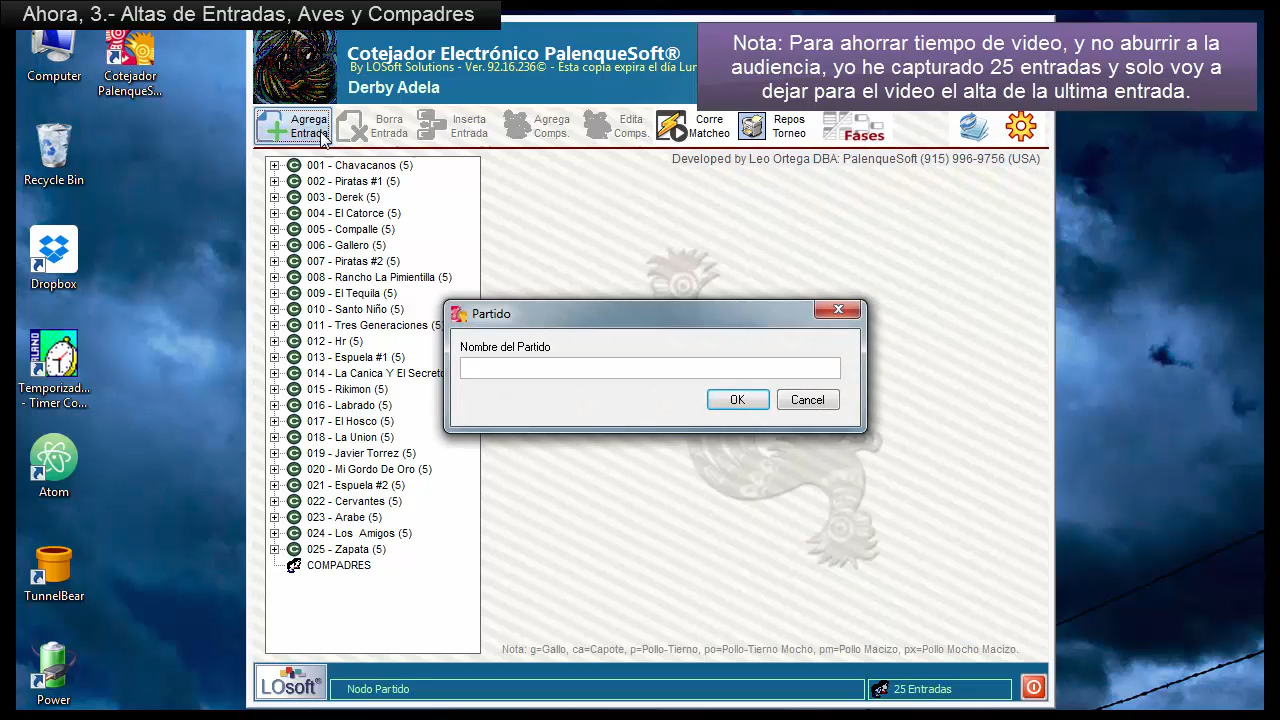 Ahora, 3.- Altas de Entradas, Aves y Compadres
Nota: Para ahorrar tiempo de video, y no aburrir a la
audiencia, yo he capturado 25 entradas y solo voy a
dejar para el video el alta de la ultima entrada.
Computer
Cotejador
PalenqueS...
Recycle Bin
Dropbox
Temporizad...
- Timer Co...
Atom
TunnelBear
Power
Cotejador Electrónico PalenqueSoft®
By LOSoft Solutions - Ver. 92.16.236© - Esta copia expira el día Lun
Derby Adela
Agrega
Entrada
Borra
Entrada
Inserta
Entrada
Agrega
Comps.
Edita
Comps.
Corre
Matcheo
Repos
Torneo
FASES
Developed by Leo Ortega DBA: PalenqueSoft (915) 996-9756 (USA)
001 - Chavacanos (5)
002 - Piratas #1 (5)
003 - Derek (5)
004 - El Catorce (5)
005 - Compalle (5)
006 - Gallero (5)
007 - Piratas #2 (5)
008 - Rancho La Pimientilla (5)
009 - El Tequila (5)
010 - Santo Niño (5)
011 - Tres Generaciones (5)
012 - Hr (5)
013 - Espuela #1 (5)
014 - La Canica Y El Secreto
015 - Rikimon (5)
016 - Labrado (5)
017 - El Hosco (5)
018 - La Union (5)
019 - Javier Torrez (5)
020 - Mi Gordo De Oro (5)
021 - Espuela #2 (5)
022 - Cervantes (5)
023 - Arabe (5)
024 - Los  Amigos (5)
025 - Zapata (5)
COMPADRES
Partido
Nombre del Partido
OK
Cancel
Nota: g=Gallo, ca=Capote, p=Pollo-Tierno, po=Pollo-Tierno Mocho, pm=Pollo Macizo, px=Pollo Mocho Macizo.
LOsoft
Nodo Partido
25 Entradas